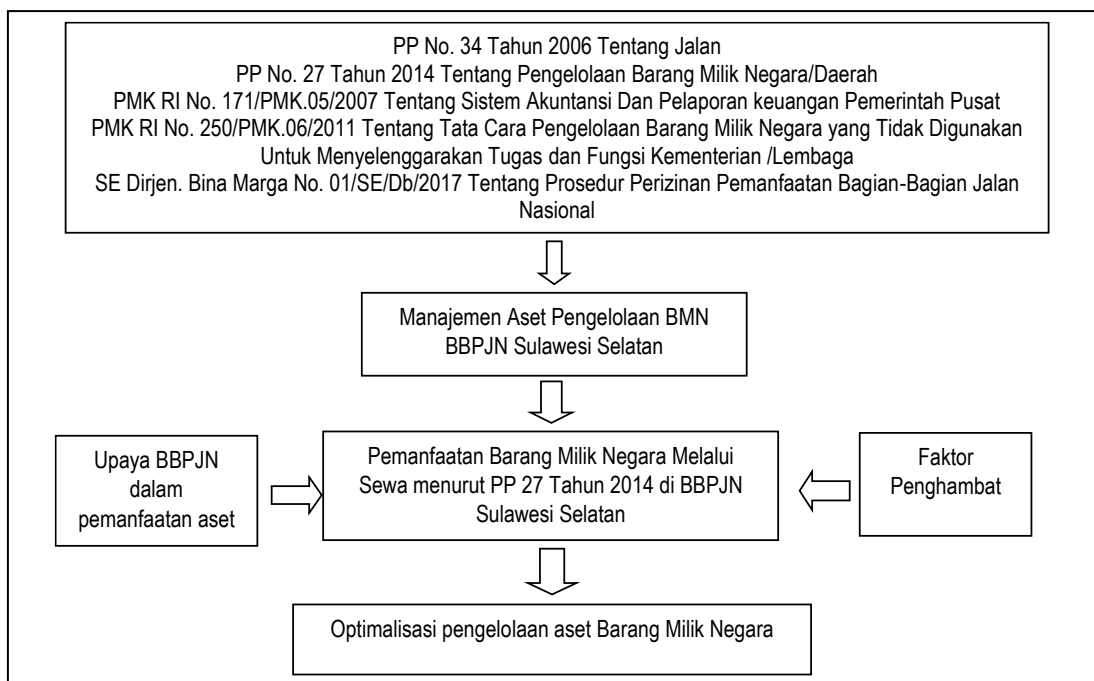 PP No. 34 Tahun 2006 Tentang Jalan
PP No. 27 Tahun 2014 Tentang Pengelolaan Barang Milik Negara/Daerah
PMK RI No. 171/PMK.05/2007 Tentang Sistem Akuntansi Dan Pelaporan keuangan Pemerintah Pusat
PMK RI No. 250/PMK.06/2011 Tentang Tata Cara Pengelolaan Barang Milik Negara yang Tidak Digunakan
Untuk Menyelenggarakan Tugas dan Fungsi Kementerian /Lembaga
SE Dirjen. Bina Marga No. 01/SE/Db/2017 Tentang Prosedur Perizinan Pemanfaatan Bagian-Bagian Jalan
Nasional
Manajemen Aset Pengelolaan BMN
BBPJN Sulawesi Selatan
Upaya BBPJN
dalam
pemanfaatan aset
Pemanfaatan Barang Milik Negara Melalui
Sewa menurut PP 27 Tahun 2014 di BBPJN
Sulawesi Selatan
Faktor
Penghambat
Optimalisasi pengelolaan aset Barang Milik Negara